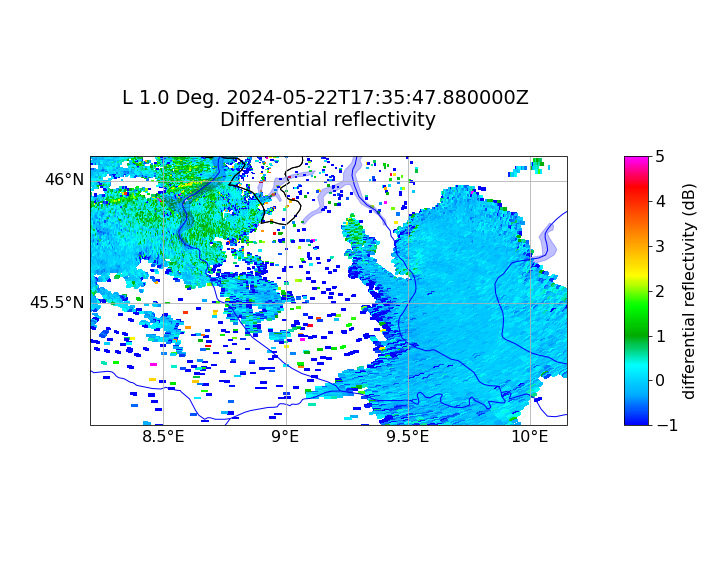 L 1.0 Deg. 2024-05-22T17:35:47.880000Z
Differential reflectivity
46°N
45.5°N
8.5°E
9°E
9.5°E
10°E
5
4
3
2
1
0
−1
differential reflectivity (dB)